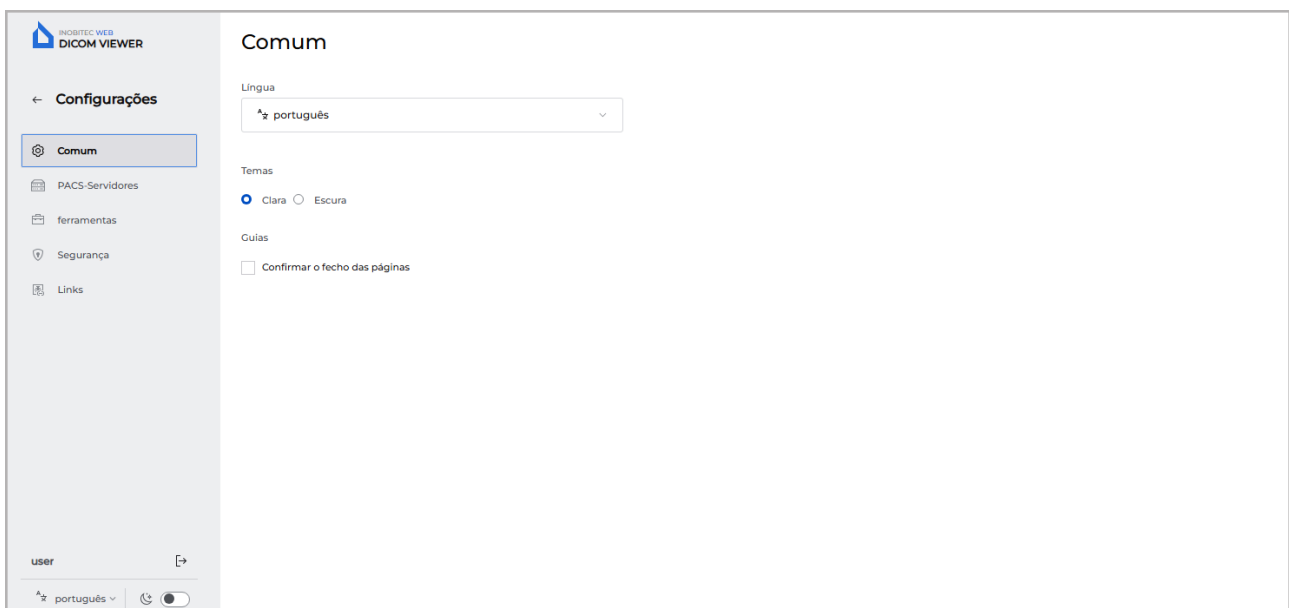 INOBITEC WEB
DICOM VIEWER
Configurações
Comum
PACS-Servidores
ferramentas
Segurança
Links
user
português
Comum
Língua
português
Temas
Clara Escura
Guias
Confirmar o fecho das páginas